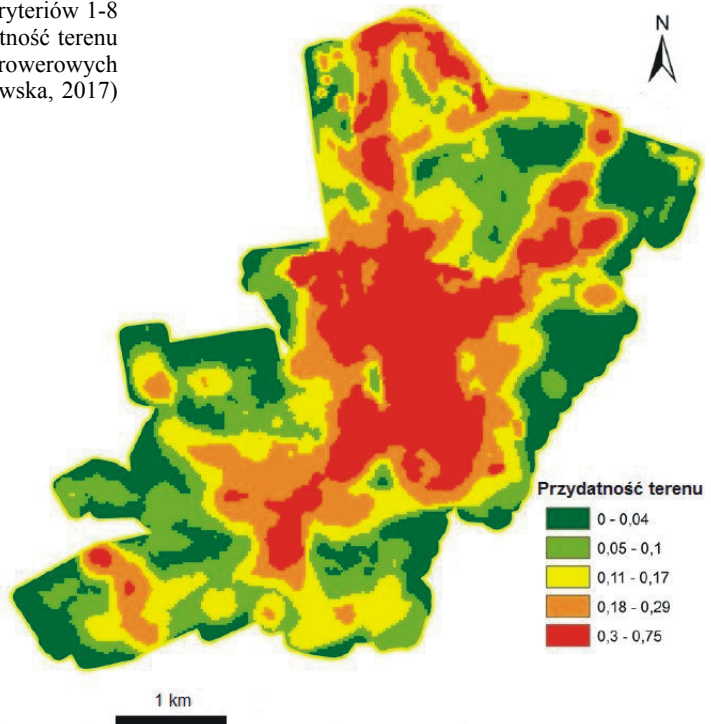 ryteriów 1-8
tność terenu
rowerowych
wska, 2017)
N
Przydatność terenu
0 - 0,04
0,05 - 0,1
0,11 - 0,17
0,18 - 0,29
0,3 - 0,75
1 km